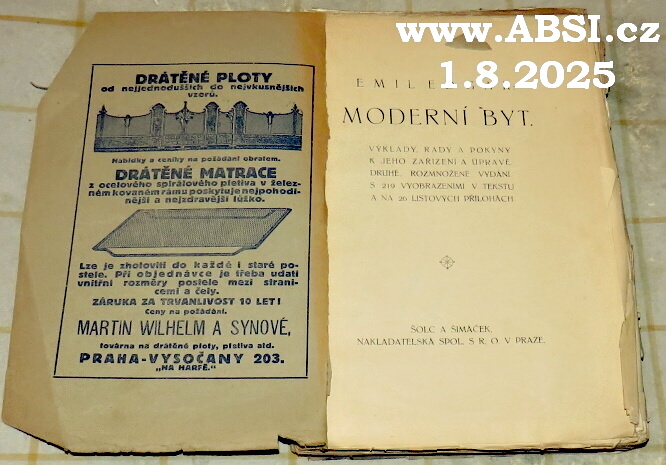 DRÁTĚNÉ PLOTY
od nejjednodušších do nejvkusnějších
vzorů.
Nabídky a ceníky na požádání obratem.
DRÁTĚNÉ MATRACE
z ocelového spirálového pletiva v želez-
ném kovaném rámu poskytuje nejpohodl-
nější a nejzdravější lůžko.
Lze je zhotoviti do každé i staré po-
stele. Při objednávce je třeba udati
vnitřní rozměry postele mezi strani-
cemi a čely.
ZÁRUKA ZA TRVANLIVOST 10 LET!
Ceny na požádání.
MARTIN WILHELM A SYNOVÉ,
továrna na drátěné ploty, pletiva atd.
PRAHA-VYSOČANY 203.
„NA HARFĚ."
www.ABSI.cz
1.8.2025
EMIL
MODERNÍ BYT.
VÝKLADY, RADY A POKYNY
K JEHO ZAŘÍZENÍ A ÚPRAVĚ
DRUHÉ, ROZMNOŽENÉ VYDÁNÍ
S 219 VYOBRAZENÍMI V TEXTU
A NA 26 LISTOVÝCH PŘÍLOHÁCH
ŠOLC A ŠIMÁČEK,
NAKLADATELSKÁ SPOL. S R. O. V PRAZE.